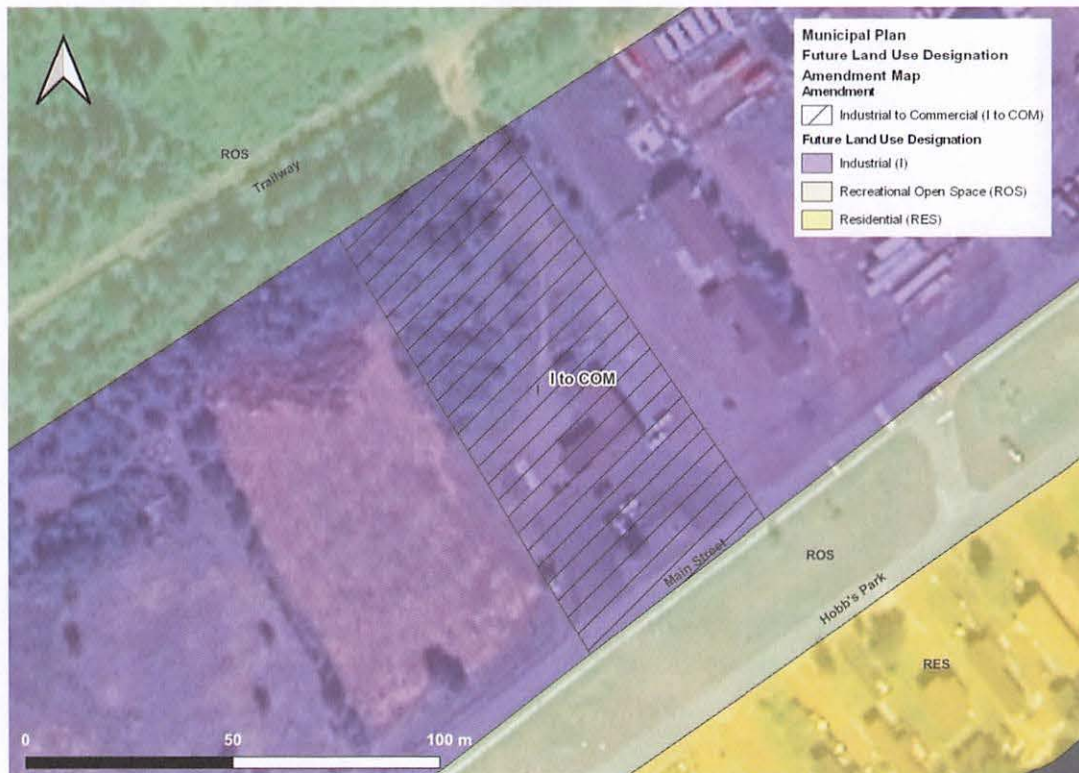 Municipal Plan
Future Land Use Designation
Amendment Map
Amendment
Industrial to Commercial (I to COM)
Future Land Use Designation
Industrial (I)
Recreational Open Space (ROS)
Residential (RES)
ROS
Trailway
I to COM
Main Street
ROS
Hobb's Park
RES
0 50 100 m